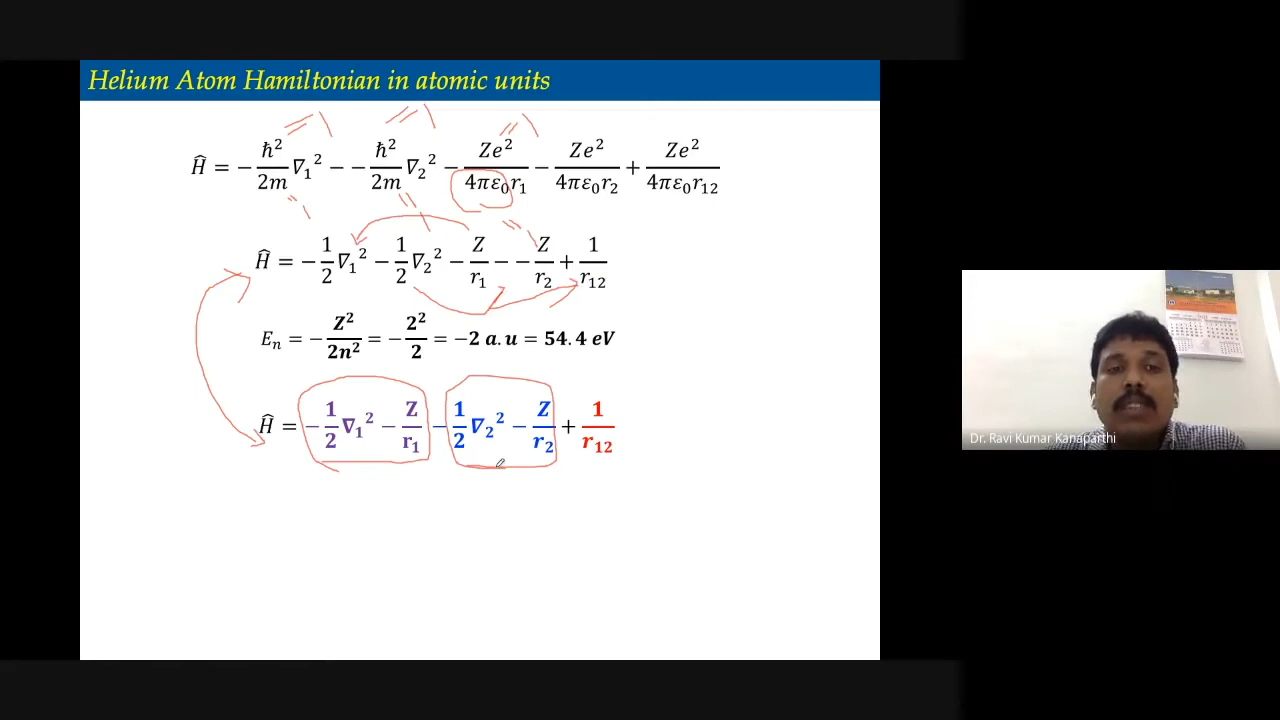 Helium Atom Hamiltonian in atomic units
Ĥ = − ℏ²/2m ∇₁² − − ℏ²/2m ∇₂² − Ze²/4πε₀r₁ − Ze²/4πε₀r₂ + Ze²/4πε₀r₁₂
Ĥ = − 1/2 ∇₁² − 1/2 ∇₂² − Z/r₁ − − Z/r₂ + 1/r₁₂
Eₙ = − Z²/2n² = − 2²/2 = −2 a.u = 54.4 eV
Ĥ = − 1/2 ∇₁² − Z/r₁ − 1/2 ∇₂² − Z/r₂ + 1/r₁₂
Dr. Ravi Kumar Kanaparthi